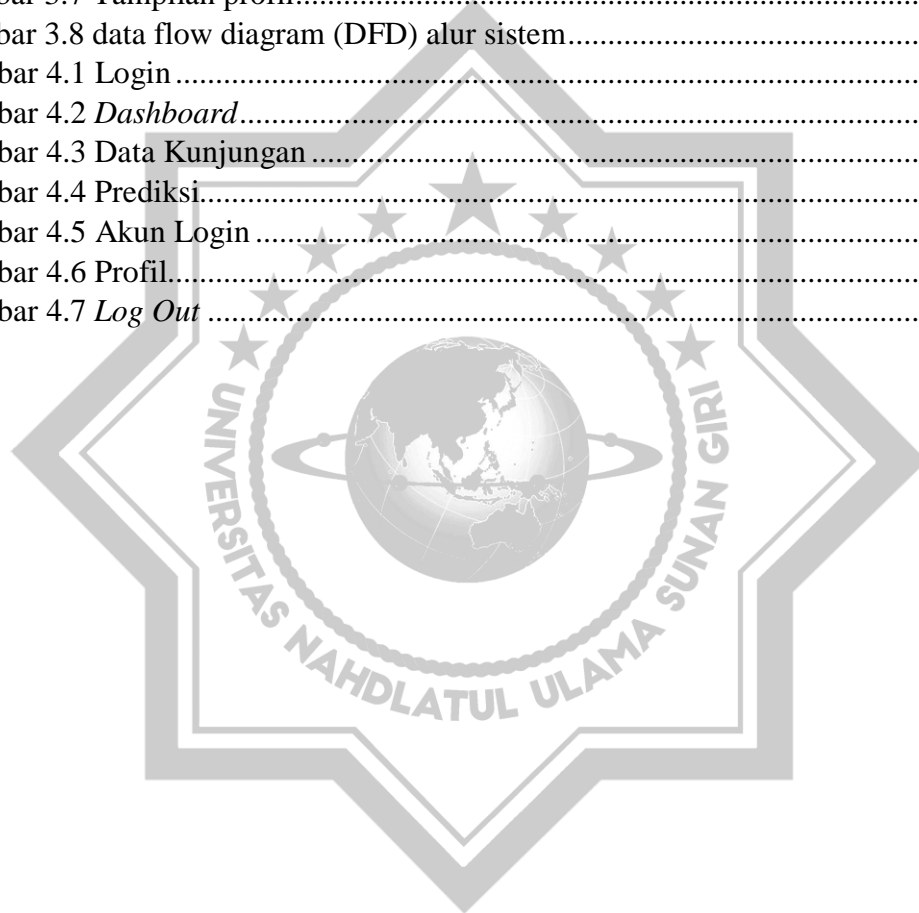 bar 3.7 Tampilan profil....................................................................................
bar 3.8 data flow diagram (DFD) alur sistem..............................................
bar 4.1 Login ..................................................................................................
bar 4.2 Dashboard..........................................................................................
bar 4.3 Data Kunjungan .................................................................................
bar 4.4 Prediksi...............................................................................................
bar 4.5 Akun Login ........................................................................................
bar 4.6 Profil...................................................................................................
bar 4.7 Log Out ..............................................................................................
UNIVERSITAS NAHDLATUL ULAMA SUNAN GIRI